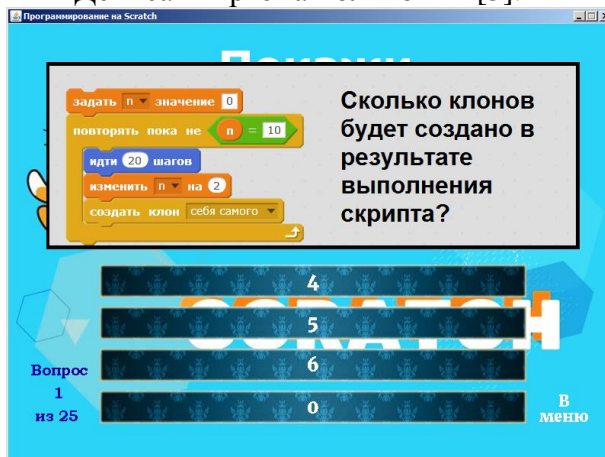 Программирование на Scratch
задать n значение 0
повторять пока не n = 10
идти 20 шагов
изменить n на 2
создать клон себя самого
Сколько клонов
будет создано в
результате
выполнения
скрипта?
4
5
6
0
SCRATCH
Вопрос
1
из 25
В
меню